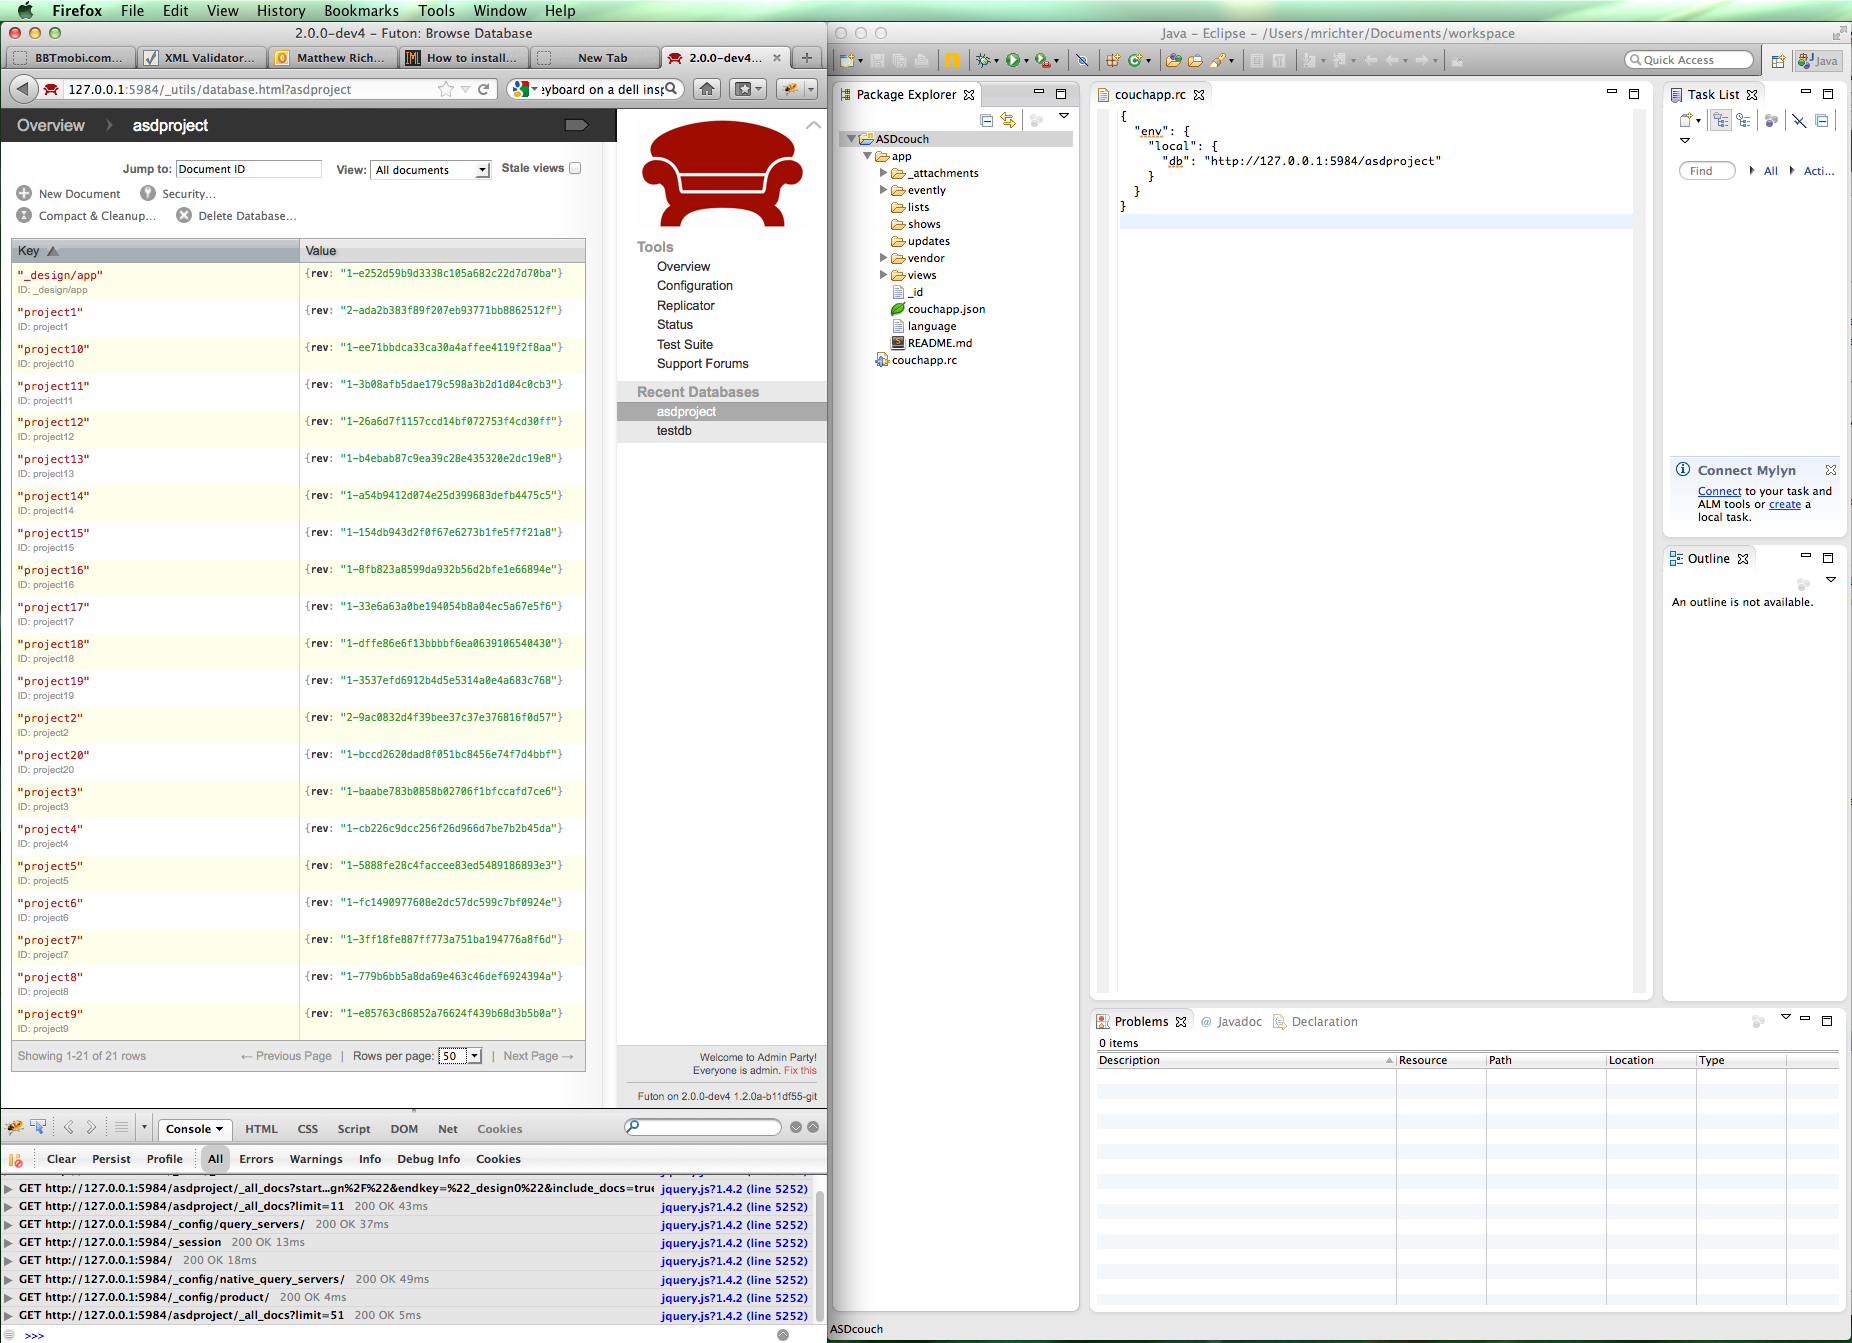 Firefox File Edit View History Bookmarks Tools Window Help
2.0.0-dev4 - Futon: Browse Database
BBTmobi.com... XML Validator... Matthew Rich... How to install... New Tab 2.0.0-dev4...
127.0.0.1:5984/_utils/database.html?asdproject
yboard on a dell insp
Overview asdproject
Jump to: Document ID View: All documents Stale views
New Document Security...
Compact & Cleanup... Delete Database...
Key Value
"_design/app" {rev: "1-e252d59b9d3338c105a682c22d7d70ba"}
ID: _design/app
"project1" {rev: "2-ada2b383f89f207eb93771bb8862512f"}
ID: project1
"project10" {rev: "1-ee71bbdca33ca30a4affee4119f2f8aa"}
ID: project10
"project11" {rev: "1-3b08afb5dae179c598a3b2d1d04c0cb3"}
ID: project11
"project12" {rev: "1-26a6d7f1157ccd14bf072753f4cd30ff"}
ID: project12
"project13" {rev: "1-b4ebab87c9ea39c28e435320e2dc19e8"}
ID: project13
"project14" {rev: "1-a54b9412d074e25d399683defb4475c5"}
ID: project14
"project15" {rev: "1-154db943d2f0f67e6273b1fe5f7f21a8"}
ID: project15
"project16" {rev: "1-8fb823a8599da932b56d2bfe1e66894e"}
ID: project16
"project17" {rev: "1-33e6a63a0be194054b8a04ec5a67e5f6"}
ID: project17
"project18" {rev: "1-dffe86e6f13bbbbf6ea0639106540430"}
ID: project18
"project19" {rev: "1-3537efd6912b4d5e5314a0e4a683c768"}
ID: project19
"project2" {rev: "2-9ac0832d4f39bee37c37e376816f0d57"}
ID: project2
"project20" {rev: "1-bccd2620dad8f051bc8456e74f7d4bbf"}
ID: project20
"project3" {rev: "1-baabe783b0858b02706f1bfccafd7ce6"}
ID: project3
"project4" {rev: "1-cb226c9dcc256f26d966d7be7b2b45da"}
ID: project4
"project5" {rev: "1-5888fe28c4faccee83ed5489186893e3"}
ID: project5
"project6" {rev: "1-fc1490977608e2dc57dc599c7bf0924e"}
ID: project6
"project7" {rev: "1-3ff18fe887ff773a751ba194776a8f6d"}
ID: project7
"project8" {rev: "1-779b6bb5a8da69e463c46def6924394a"}
ID: project8
"project9" {rev: "1-e85763c86852a76624f439b68d3b5b0a"}
ID: project9
Showing 1-21 of 21 rows ← Previous Page | Rows per page: 50 | Next Page →
Tools
Overview
Configuration
Replicator
Status
Test Suite
Support Forums
Recent Databases
asdproject
testdb
Welcome to Admin Party!
Everyone is admin. Fix this
Futon on 2.0.0-dev4 1.2.0a-b11df55-git
Console HTML CSS Script DOM Net Cookies
Clear Persist Profile All Errors Warnings Info Debug Info Cookies
GET http://127.0.0.1:5984/asdproject/_all_docs?start...gn%2F%22&endkey=%22_design0%22&include_docs=true jquery.js?1.4.2 (line 5252)
GET http://127.0.0.1:5984/asdproject/_all_docs?limit=11 200 OK 43ms jquery.js?1.4.2 (line 5252)
GET http://127.0.0.1:5984/_config/query_servers/ 200 OK 37ms jquery.js?1.4.2 (line 5252)
GET http://127.0.0.1:5984/_session 200 OK 13ms jquery.js?1.4.2 (line 5252)
GET http://127.0.0.1:5984/ 200 OK 18ms jquery.js?1.4.2 (line 5252)
GET http://127.0.0.1:5984/_config/native_query_servers/ 200 OK 49ms jquery.js?1.4.2 (line 5252)
GET http://127.0.0.1:5984/_config/product/ 200 OK 4ms jquery.js?1.4.2 (line 5252)
GET http://127.0.0.1:5984/asdproject/_all_docs?limit=51 200 OK 5ms jquery.js?1.4.2 (line 5252)
>>>
Java - Eclipse - /Users/mrichter/Documents/workspace
Quick Access Java
Package Explorer
ASDcouch
app
_attachments
evently
lists
shows
updates
vendor
views
_id
couchapp.json
language
README.md
couchapp.rc
couchapp.rc
{
"env": {
"local": {
"db": "http://127.0.0.1:5984/asdproject"
}
}
}
Task List
Find All Acti...
Connect Mylyn
Connect to your task and
ALM tools or create a
local task.
Outline
An outline is not available.
Problems @ Javadoc Declaration
0 items
Description Resource Path Location Type
ASDcouch